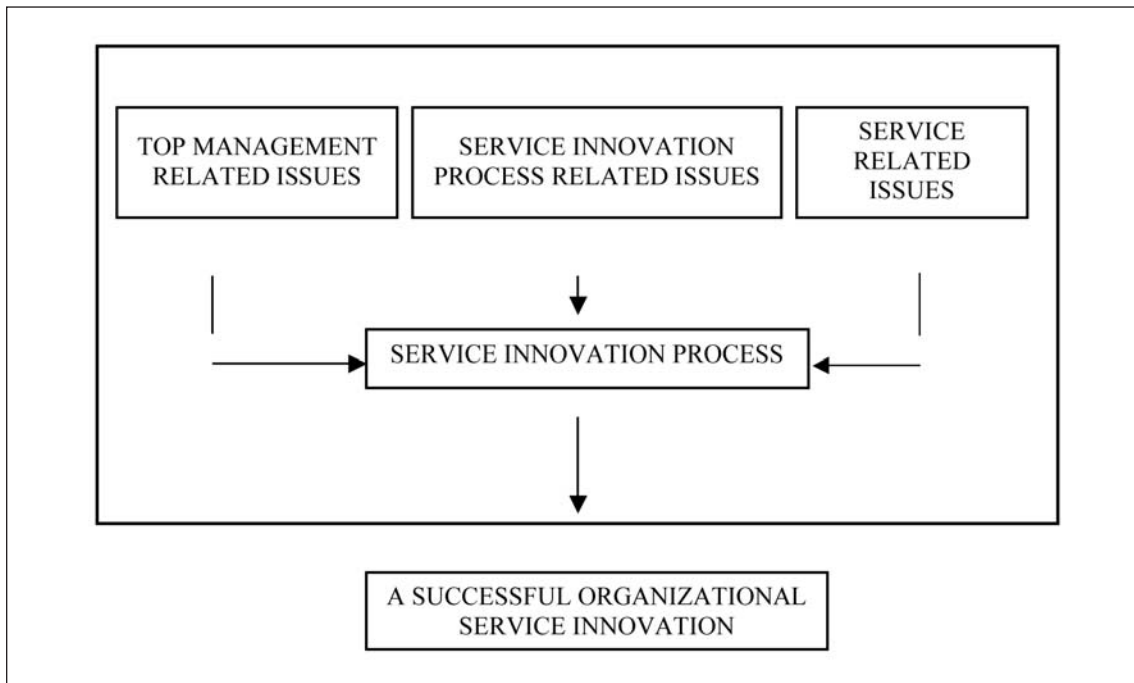 TOP MANAGEMENT
RELATED ISSUES
SERVICE INNOVATION
PROCESS RELATED ISSUES
SERVICE
RELATED
ISSUES
SERVICE INNOVATION PROCESS
A SUCCESSFUL ORGANIZATIONAL
SERVICE INNOVATION